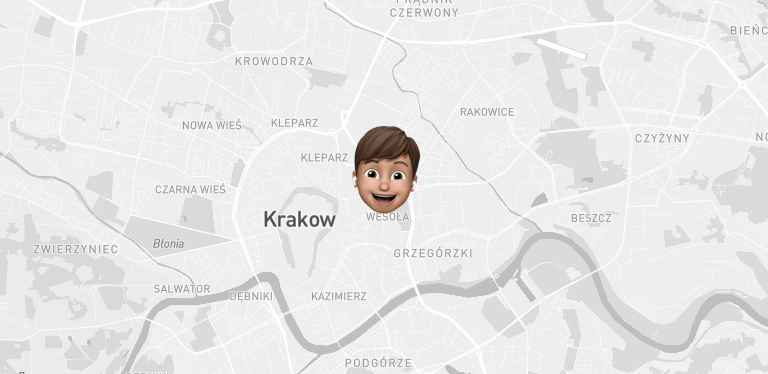 PRĄDNIK
CZERWONY
KROWODRZA
RAKOWICE
KLEPARZ
NOWA WIEŚ
CZYŻYNY
KLEPARZ
CZARNA WIEŚ
WESOŁA
BESZCZ
Krakow
Błonia
ZWIERZYNIEC
GRZEGÓRZKI
SALWATOR
DĘBNIKI
KAZIMIERZ
PODGÓRZE